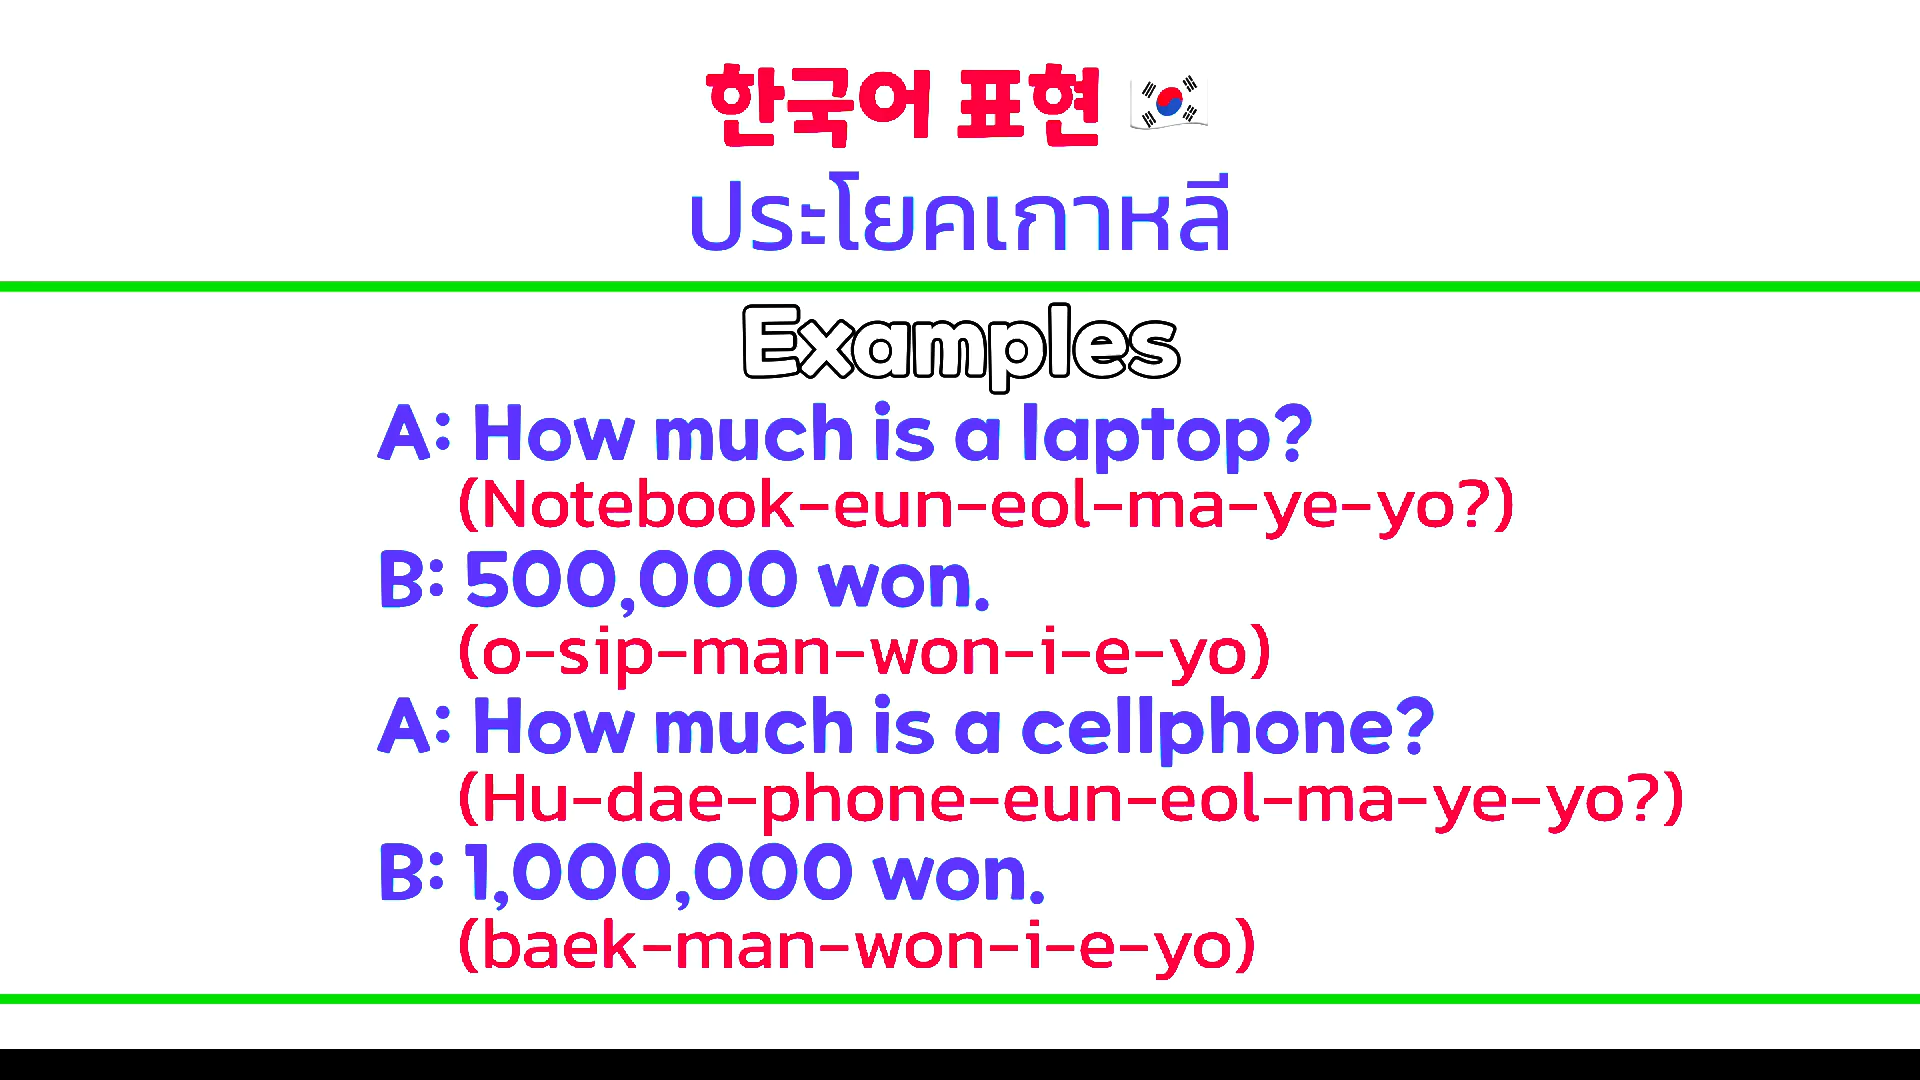 한국어 표현 🇰🇷
ประโยคเกาหลี
Examples
A: How much is a laptop?
(Notebook-eun-eol-ma-ye-yo?)
B: 500,000 won.
(o-sip-man-won-i-e-yo)
A: How much is a cellphone?
(Hu-dae-phone-eun-eol-ma-ye-yo?)
B: 1,000,000 won.
(baek-man-won-i-e-yo)